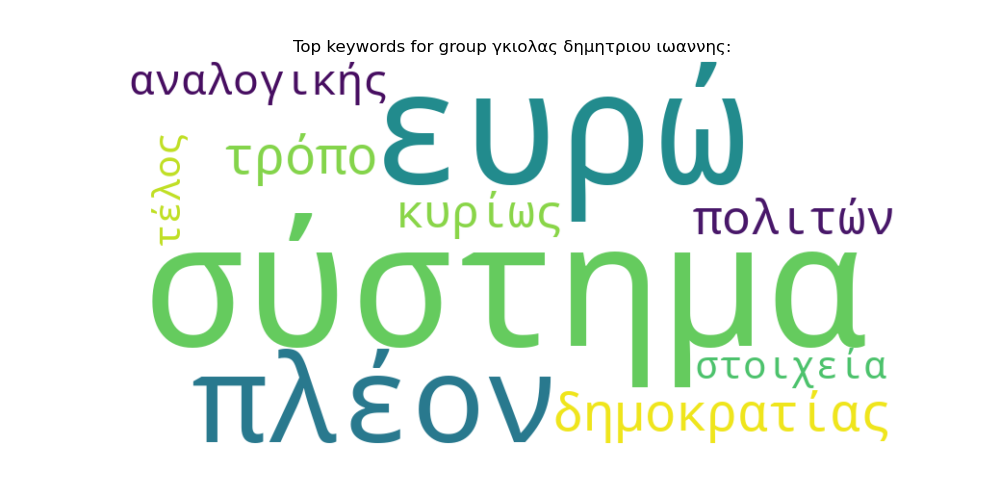 Top keywords for group γκιολας δημητριου ιωαννης:
αναλογικής
ευρώ
τέλος
τρόπο
κυρίως
πολιτών
σύστημα
πλέον
στοιχεία
δημοκρατίας